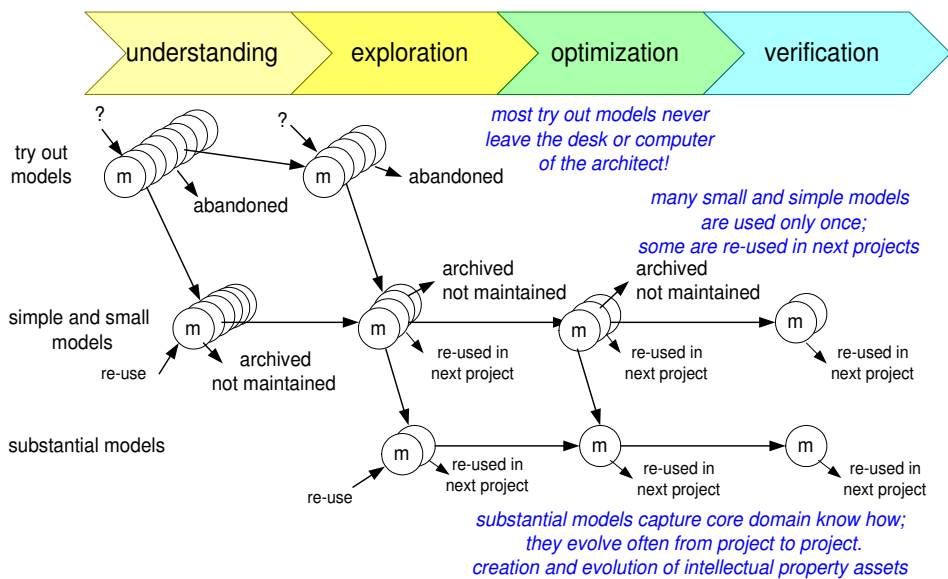 understanding
exploration
optimization
verification
?
?
most try out models never
leave the desk or computer
of the architect!
try out
models
m
m
abandoned
abandoned
many small and simple models
are used only once;
some are re-used in next projects
archived
not maintained
archived
not maintained
simple and small
models
m
m
m
m
re-use
archived
not maintained
re-used in
next project
re-used in
next project
re-used in
next project
substantial models
m
m
m
re-use
re-used in
next project
re-used in
next project
re-used in
next project
substantial models capture core domain know how;
they evolve often from project to project.
creation and evolution of intellectual property assets